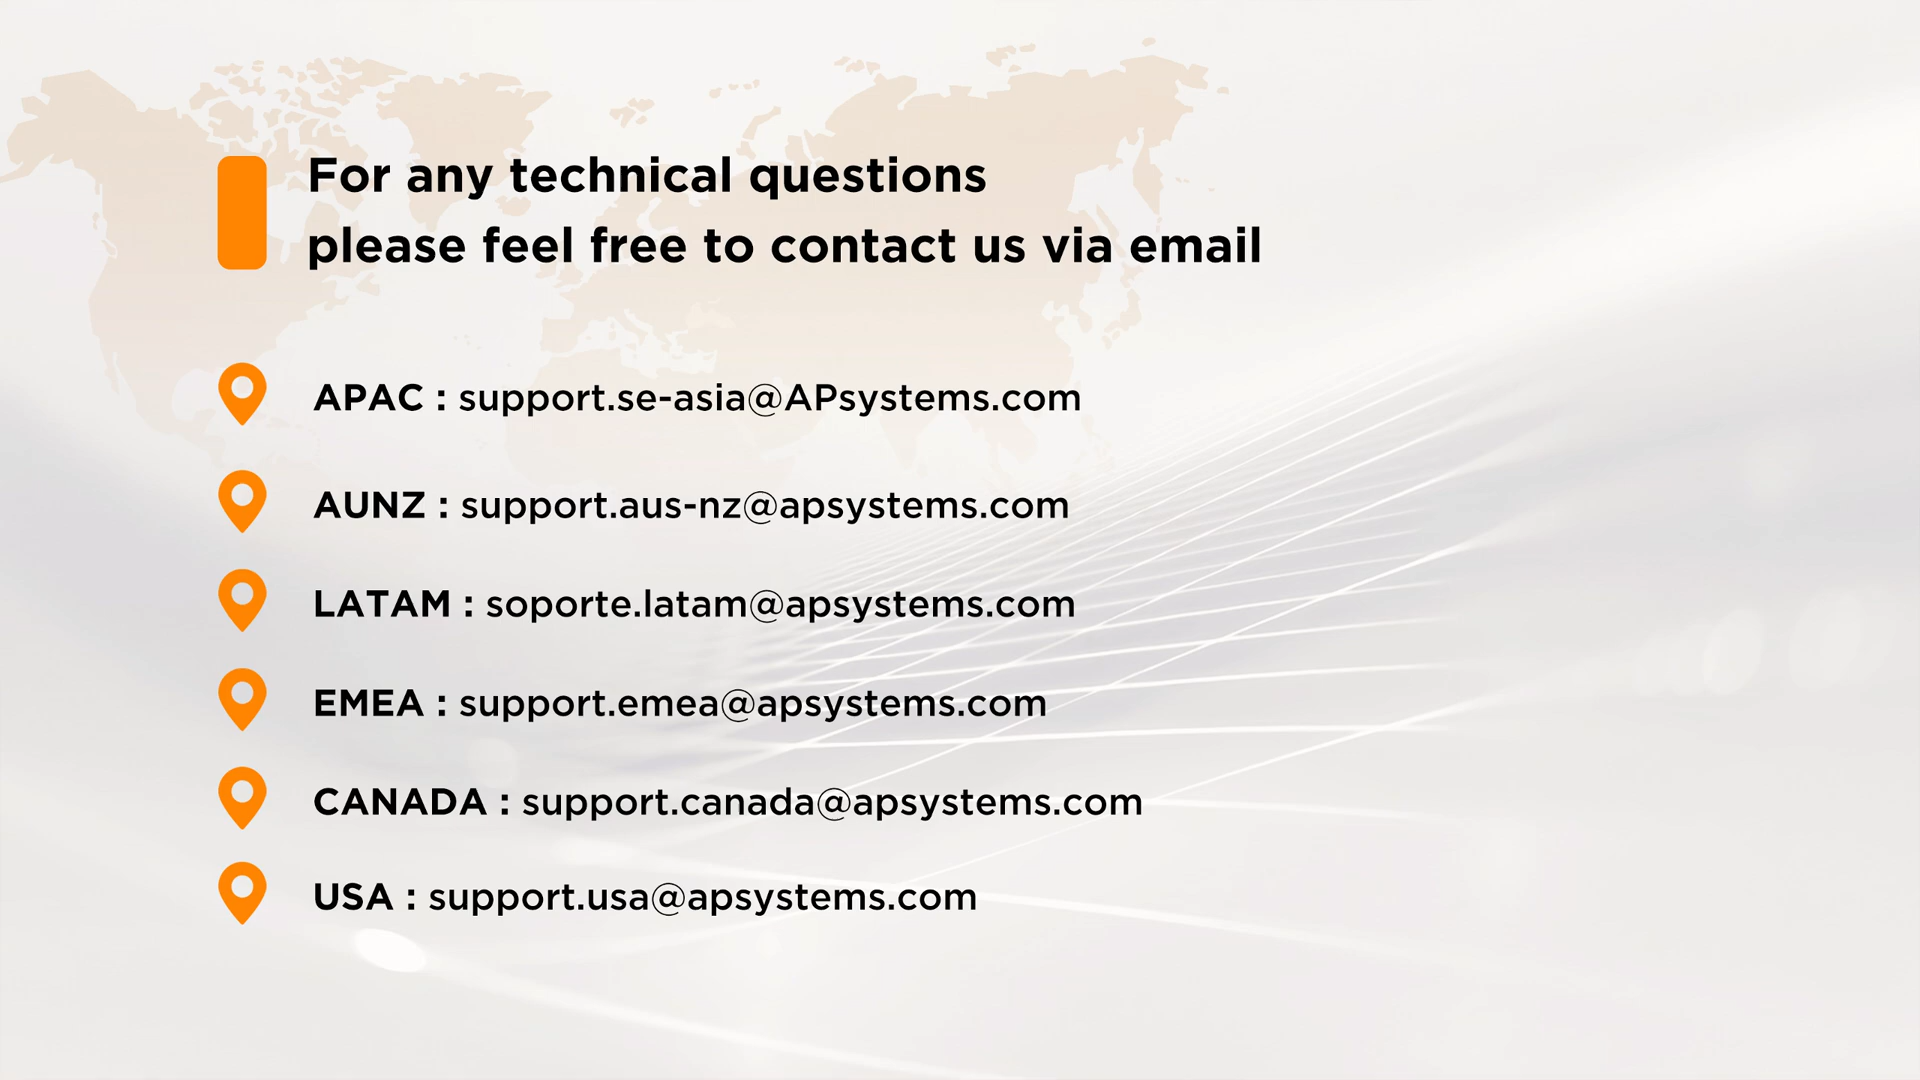 For any technical questions
please feel free to contact us via email
APAC : support.se-asia@APsystems.com
AUNZ : support.aus-nz@apsystems.com
LATAM : soporte.latam@apsystems.com
EMEA : support.emea@apsystems.com
CANADA : support.canada@apsystems.com
USA : support.usa@apsystems.com